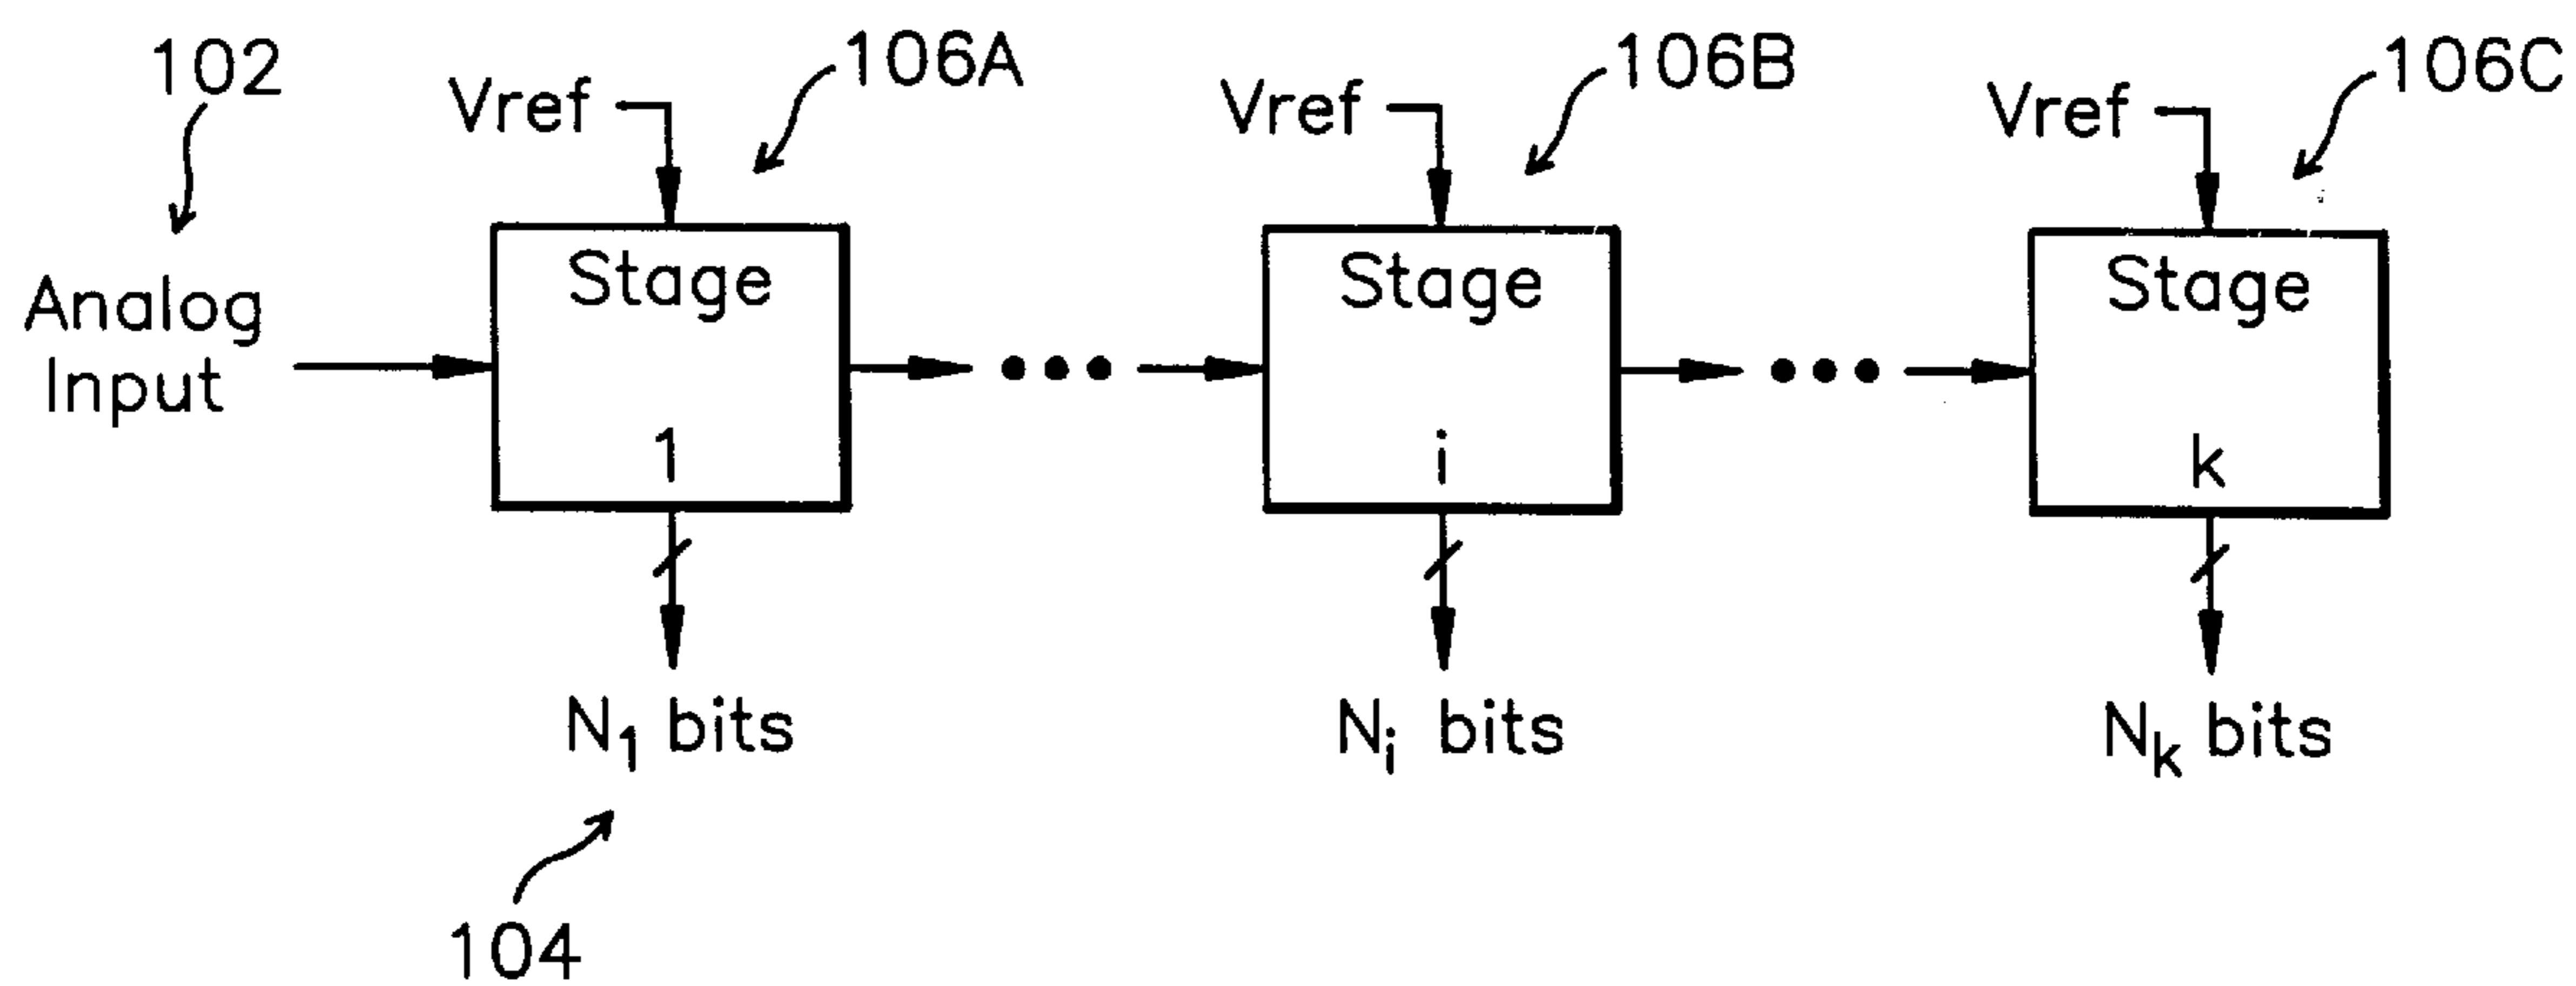 102
Vref
106A
Vref
106B
Vref
106C
Analog
Input
Stage
1
Stage
i
Stage
k
N1 bits
Ni bits
Nk bits
104